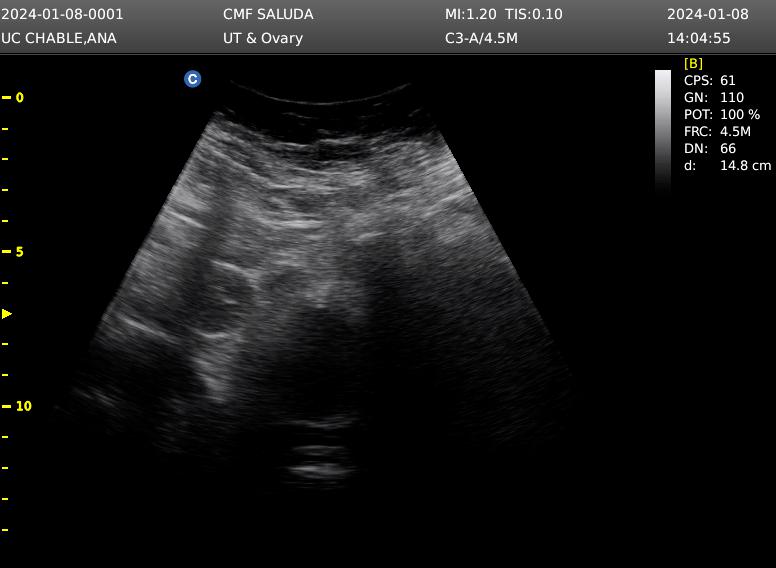 2024-01-08-0001 CMF SALUDA MI:1.20 TIS:0.10 2024-01-08
UC CHABLE,ANA UT & Ovary C3-A/4.5M 14:04:55
C
[B]
CPS: 61
GN: 110
POT: 100 %
FRC: 4.5M
DN: 66
d: 14.8 cm
0
5
10